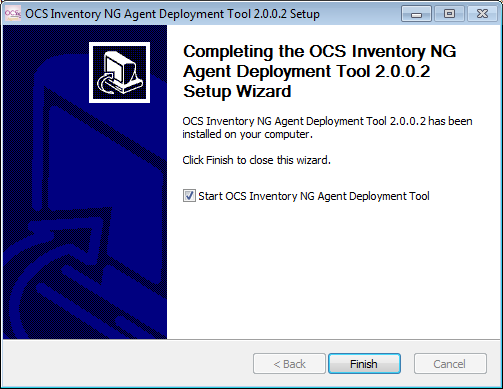 OCS Inventory NG Agent Deployment Tool 2.0.0.2 Setup
Completing the OCS Inventory NG
Agent Deployment Tool 2.0.0.2
Setup Wizard
OCS Inventory NG Agent Deployment Tool 2.0.0.2 has been
installed on your computer.
Click Finish to close this wizard.
Start OCS Inventory NG Agent Deployment Tool
< Back
Finish
Cancel